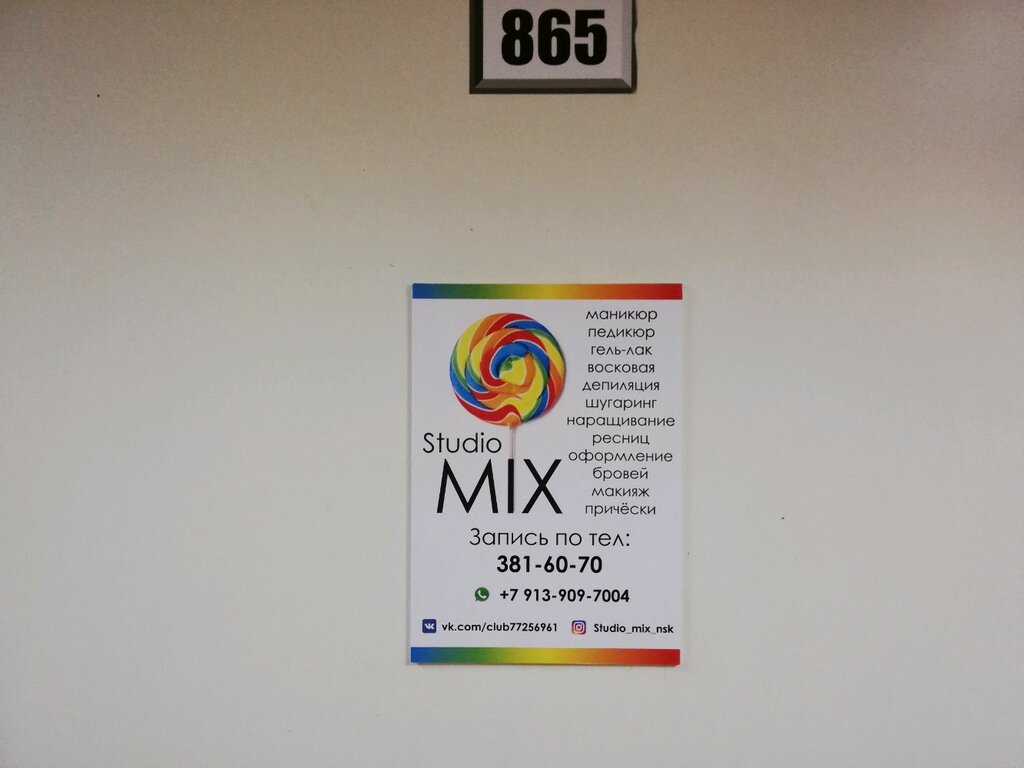 865
маникюр
педикюр
гель-лак
восковая
депиляция
шугаринг
наращивание
ресниц
оформление
бровей
макияж
причёски
Studio
MIX
Запись по тел:
381-60-70
+7 913-909-7004
vk.com/club77256961
Studio_mix_nsk